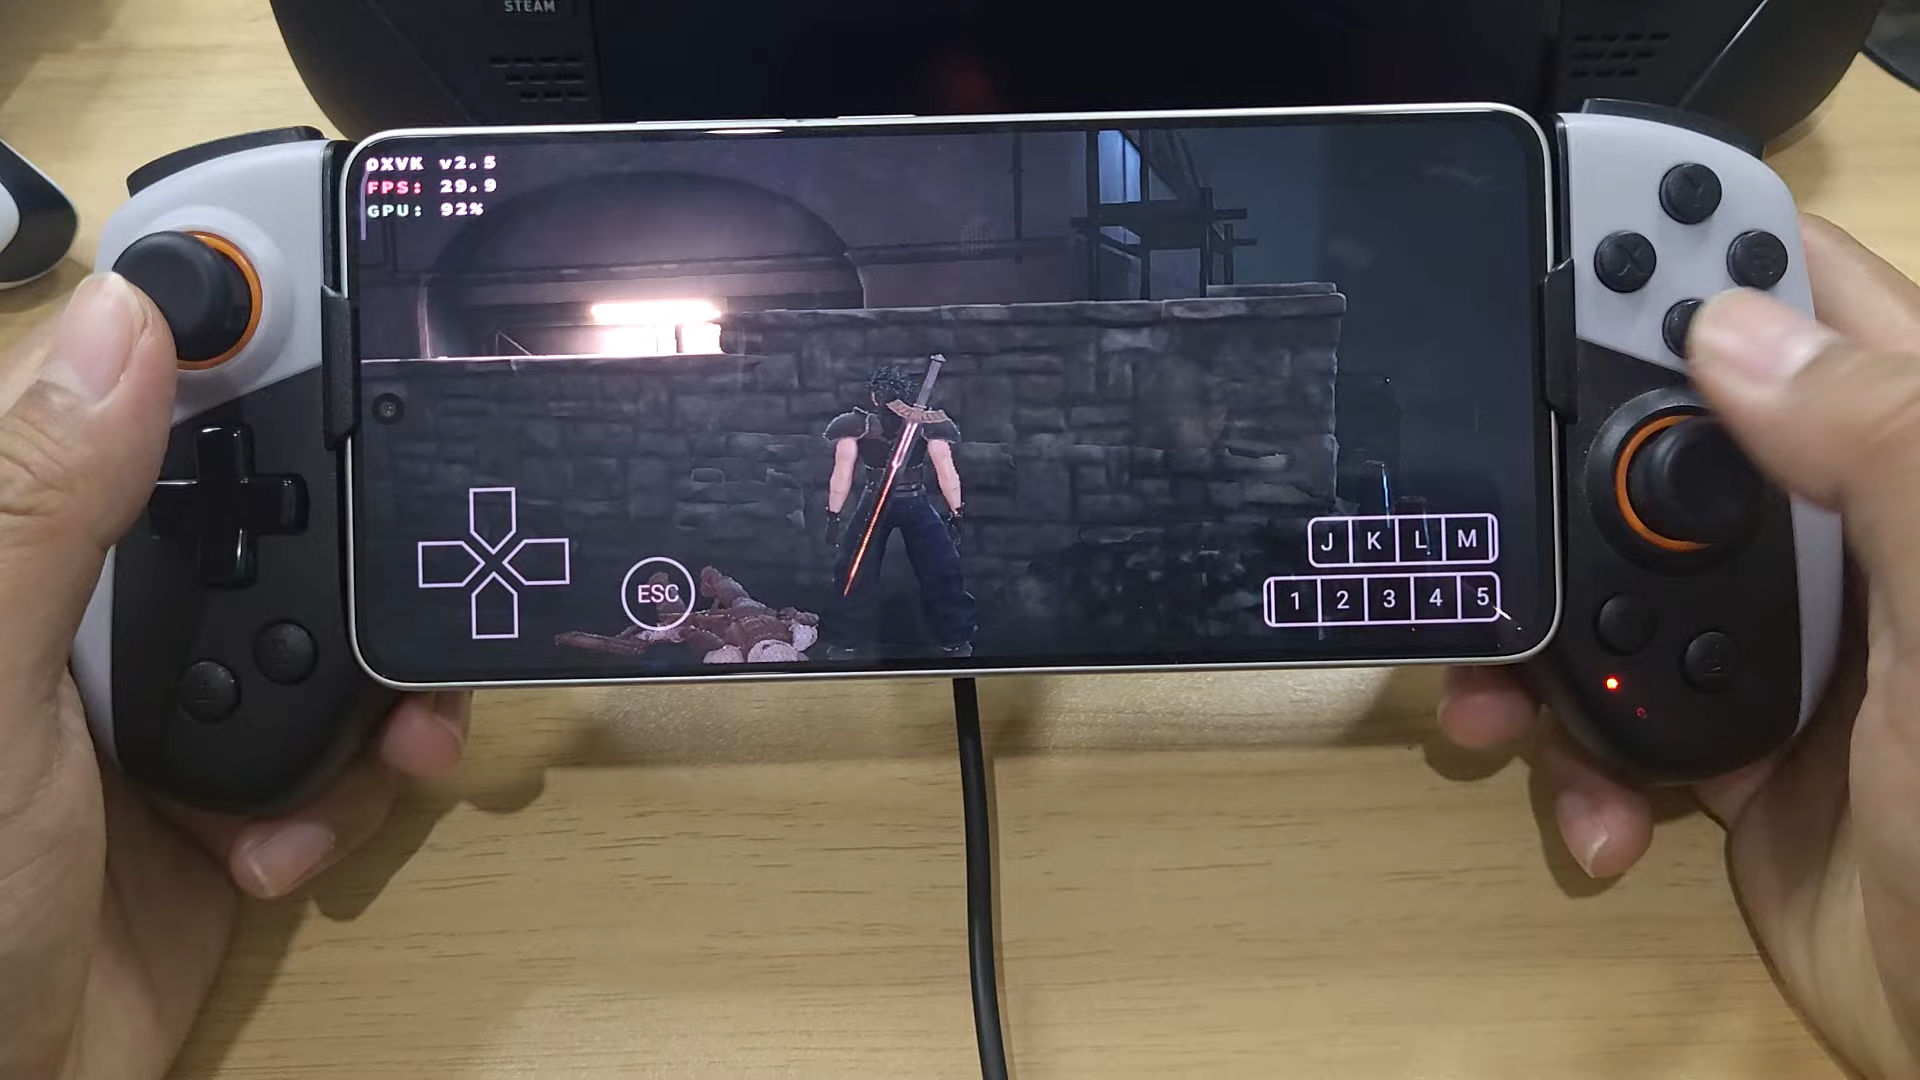 STEAM
DXVK v2.5
FPS: 29.9
GPU: 92%
Y
X
ESC
J K L M
1 2 3 4 5